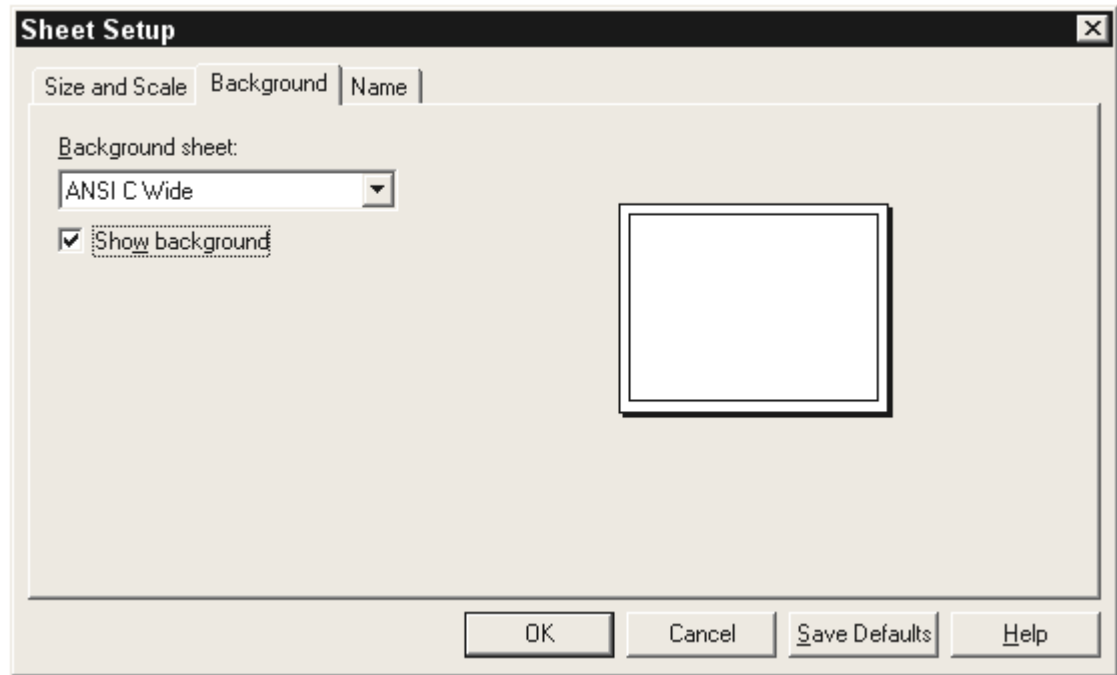 Sheet Setup
Size and Scale Background Name
Background sheet:
ANSI C Wide
Show background
OK Cancel Save Defaults Help